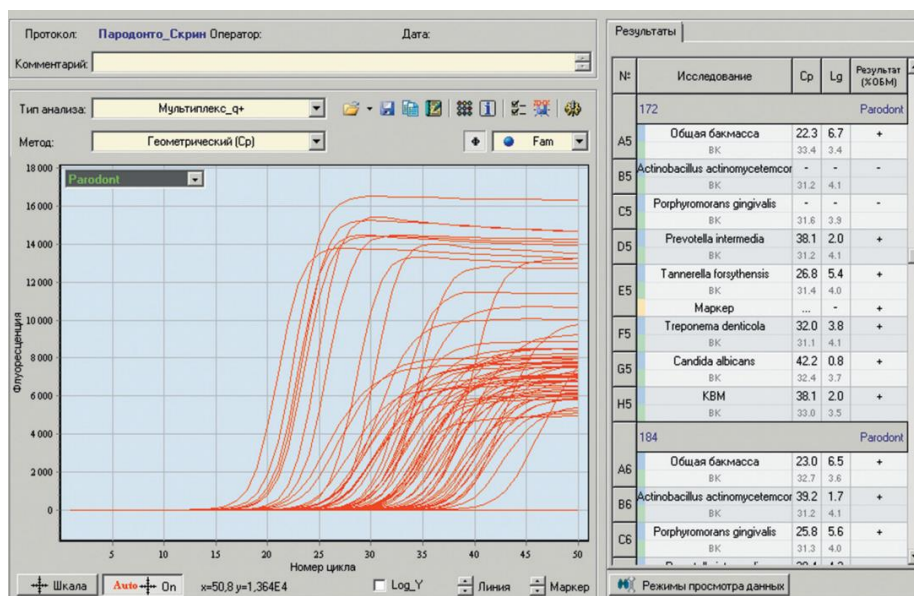 Протокол: Пародонто_Скрин Оператор: Дата:
Комментарий:
Тип анализа: Мультиплекс_q+
Метод: Геометрический (Cp) Fam
Parodont
18 000
16 000
14 000
12 000
10 000
8 000
6 000
4 000
2 000
0
Флуоресценция
5 10 15 20 25 30 35 40 45 50
Номер цикла
Шкала Auto On x=50,8 y=1,364E4 Log_Y Линия Маркер
Результаты
№ Исследование Cp Lg Результат (%ОБМ)
172 Parodont
A5 Общая бакмасса 22.3 6.7 +
ВК 33.4 3.4
B5 Actinobacillus actinomycetemcor - - -
ВК 31.2 4.1
C5 Porphyromorans gingivalis - - -
ВК 31.6 3.9
D5 Prevotella intermedia 38.1 2.0 +
ВК 31.2 4.1
E5 Tannerella forsythensis 26.8 5.4 +
ВК 31.4 4.0
Маркер ... - +
F5 Treponema denticola 32.0 3.8 +
ВК 31.1 4.1
G5 Candida albicans 42.2 0.8 +
ВК 32.4 3.7
H5 КВМ 38.1 2.0 +
ВК 33.0 3.5
184 Parodont
A6 Общая бакмасса 23.0 6.5 +
ВК 32.7 3.6
B6 Actinobacillus actinomycetemcor 39.2 1.7 +
ВК 31.2 4.1
C6 Porphyromorans gingivalis 25.8 5.6 +
ВК 31.3 4.0
Режимы просмотра данных